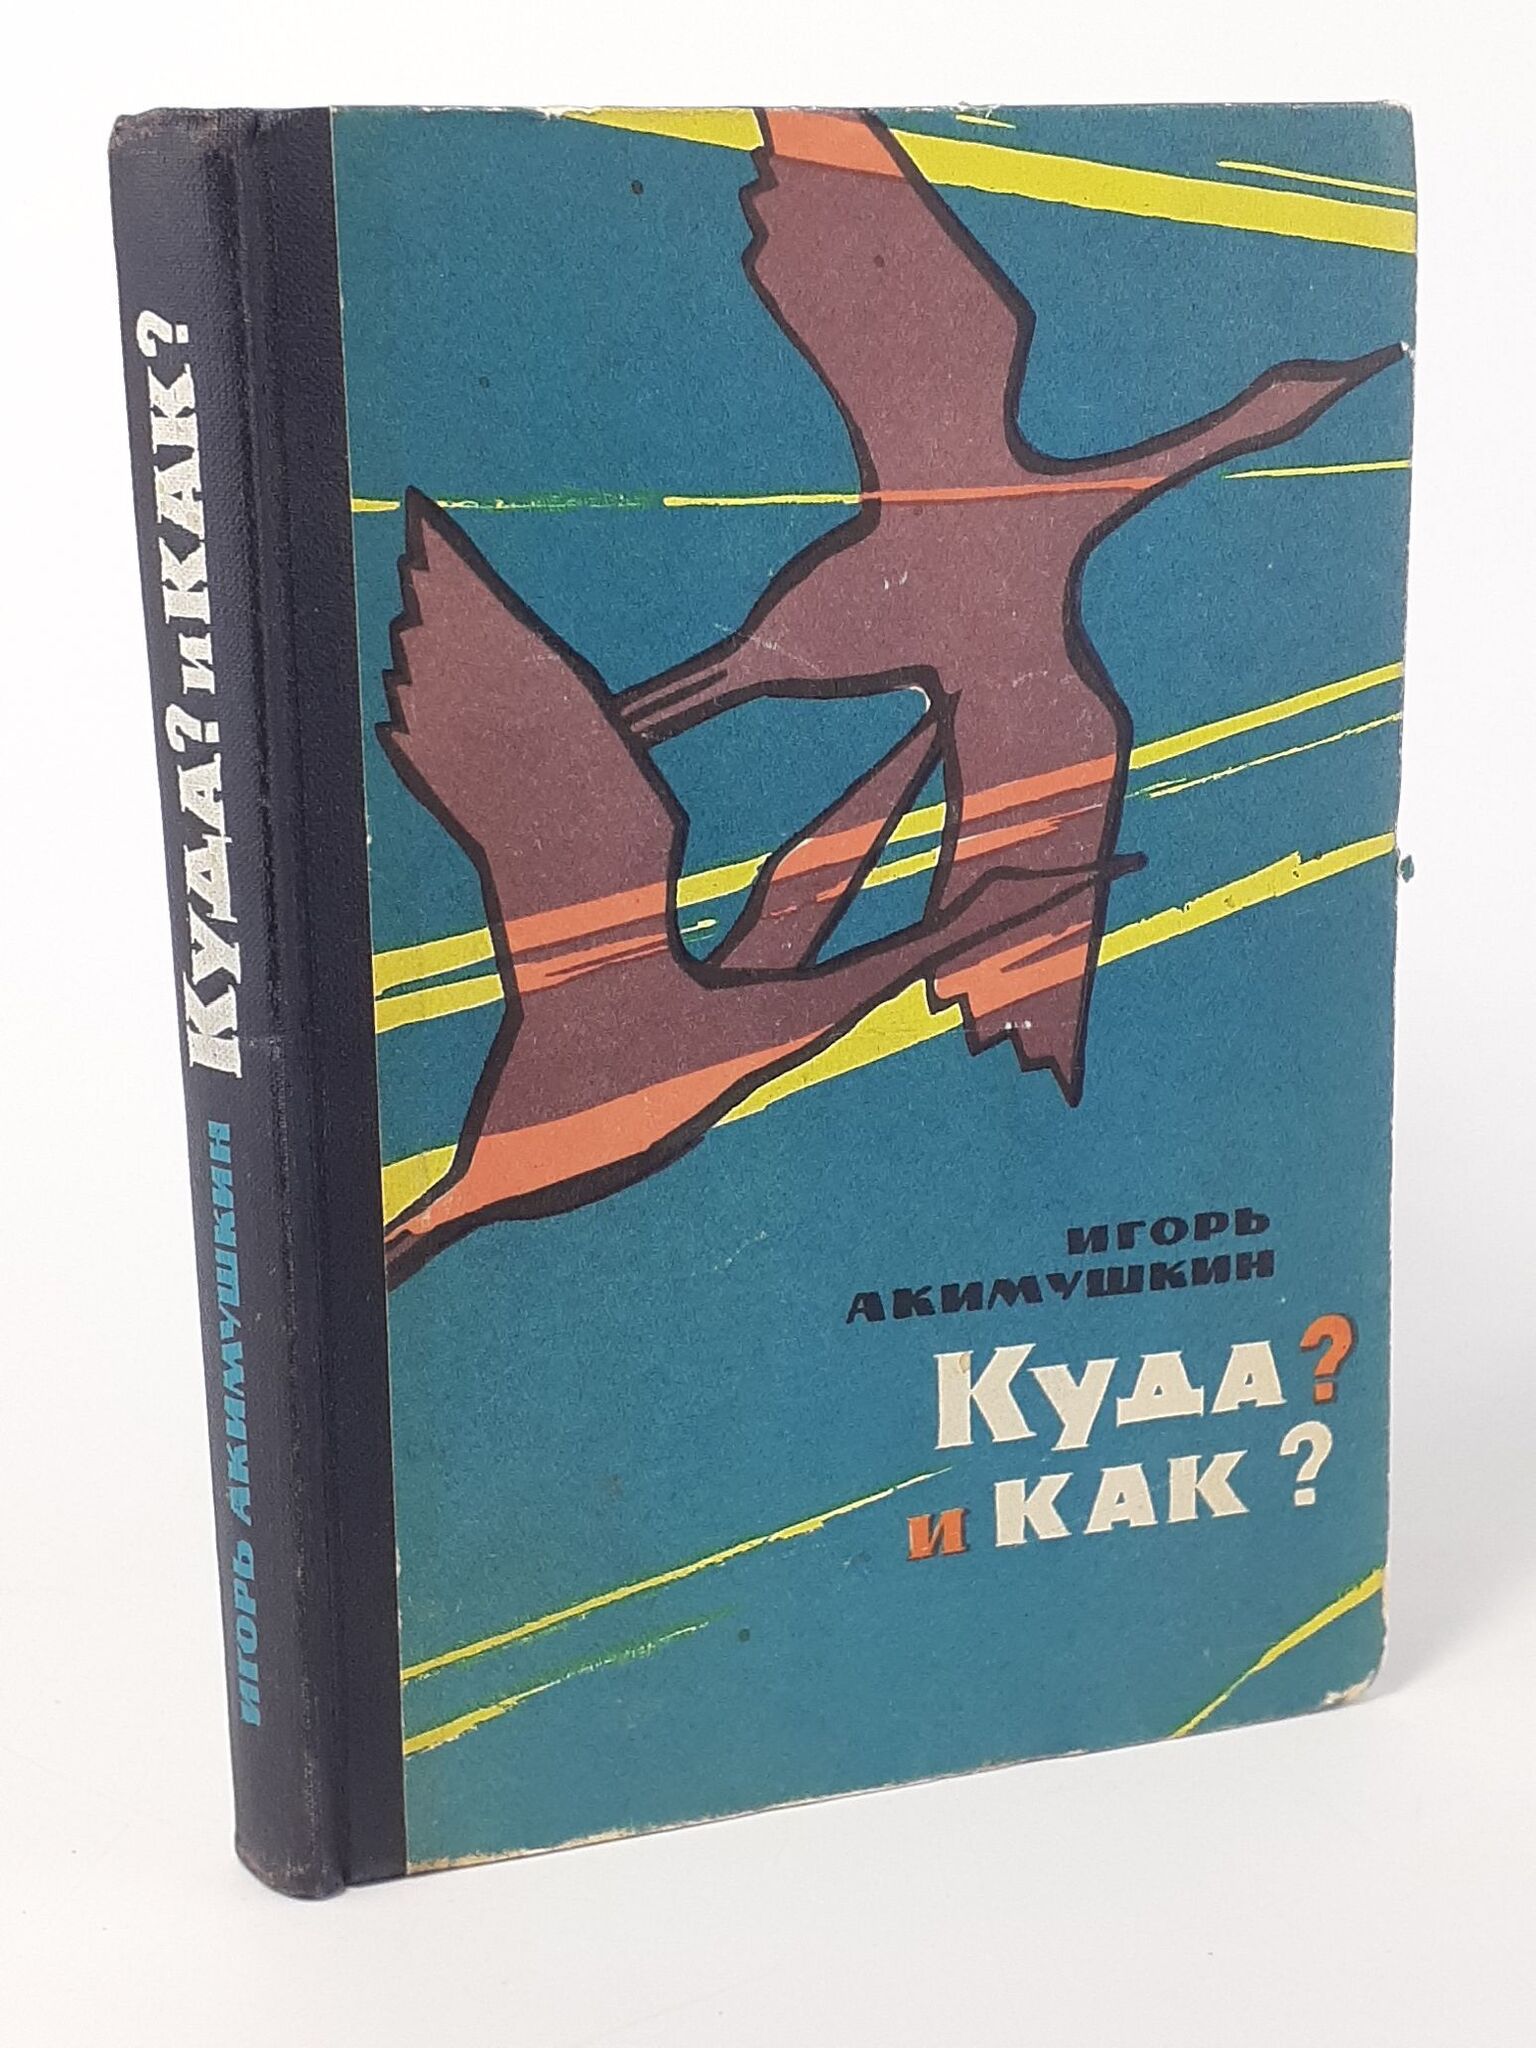 ИГОРЬ АКИМУШКИН КУДА? И КАК?
ИГОРЬ
АКИМУШКИН
КУДА?
И КАК?